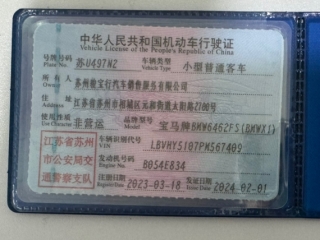 中华人民共和国机动车行驶证
Vehicle License of the People's Republic of China
号牌号码 苏U497M2 车辆类型 小型普通客车
Plate No. Vehicle Type
所有人 苏州骏宝行汽车销售服务有限公司
Owner
住址 江苏省苏州市相城区元和街道太阳路2700号
Address
使用性质 非营运 品牌型号 宝马牌BMW6462FS(BMWX1)
Use Character Model
江苏省苏州 车辆识别代号 LBVHY5107PMS67409
VIN
市公安局交 发动机号码 B054E834
Engine No.
通警察支队 注册日期 2023-03-18 发证日期 2024-02-01
Register Date Issue Date